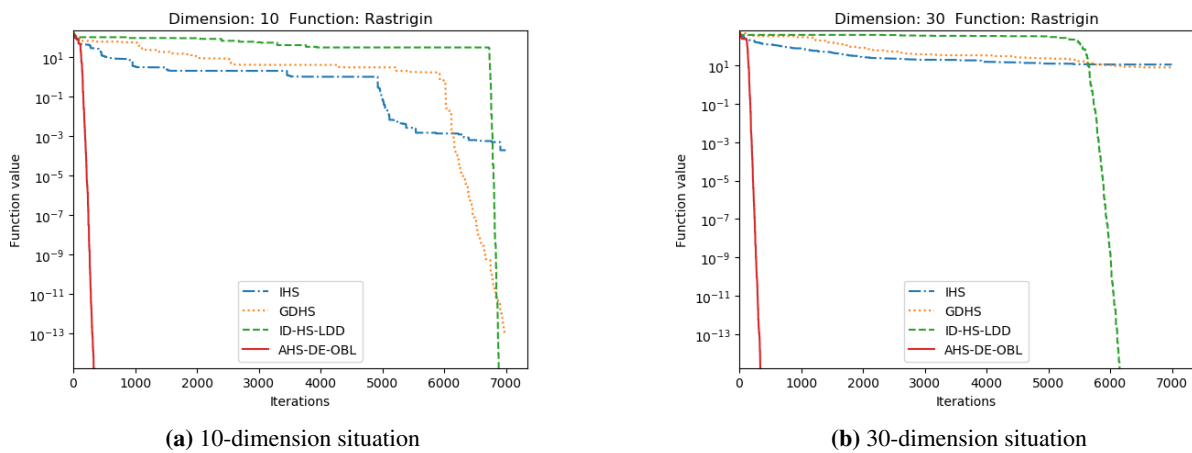 Dimension: 10 Function: Rastrigin
Function value
10^1
10^-1
10^-3
10^-5
10^-7
10^-9
10^-11
10^-13
IHS
GDHS
ID-HS-LDD
AHS-DE-OBL
0 1000 2000 3000 4000 5000 6000 7000
Iterations
(a) 10-dimension situation
Dimension: 30 Function: Rastrigin
Function value
10^1
10^-1
10^-3
10^-5
10^-7
10^-9
10^-11
10^-13
IHS
GDHS
ID-HS-LDD
AHS-DE-OBL
0 1000 2000 3000 4000 5000 6000 7000
Iterations
(b) 30-dimension situation